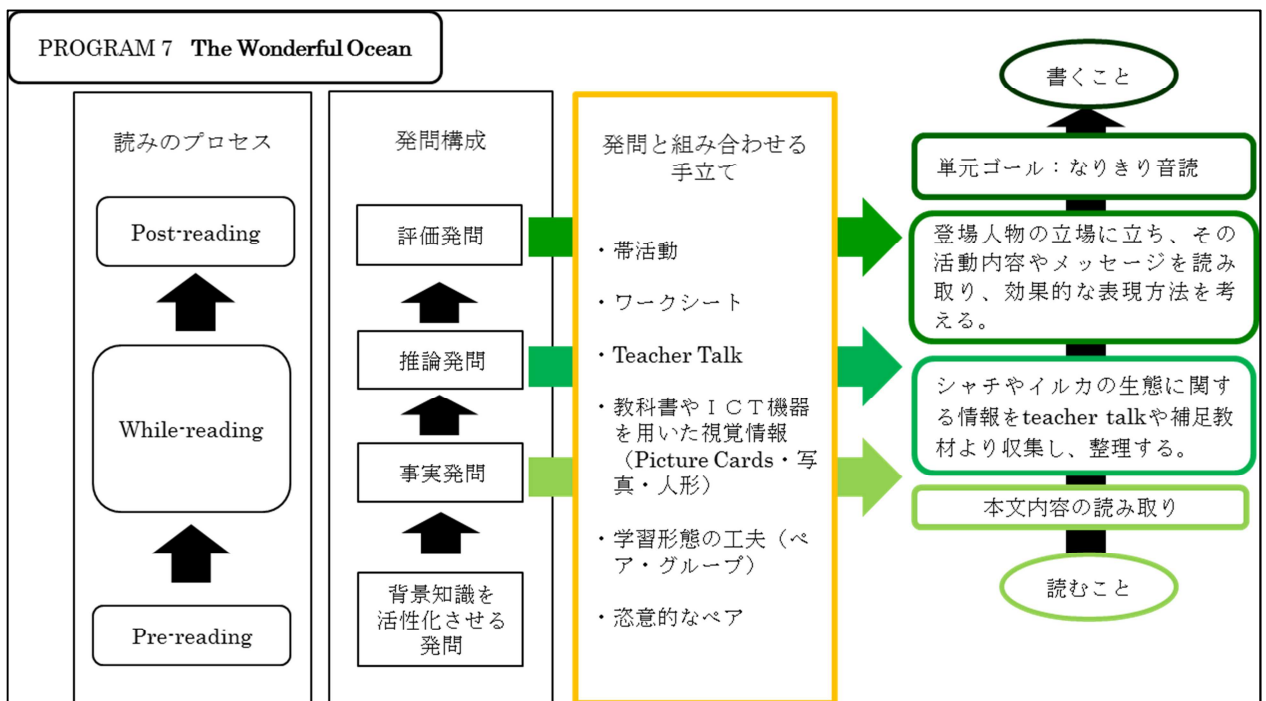 PROGRAM 7 The Wonderful Ocean
読みのプロセス
Post-reading
While-reading
Pre-reading
発問構成
評価発問
推論発問
事実発問
背景知識を
活性化させる
発問
発問と組み合わせる
手立て
・帯活動
・ワークシート
・Teacher Talk
・教科書やＩＣＴ機器
を用いた視覚情報
（Picture Cards・写
真・人形）
・学習形態の工夫（ペ
ア・グループ）
・恣意的なペア
書くこと
単元ゴール：なりきり音読
登場人物の立場に立ち、その
活動内容やメッセージを読み
取り、効果的な表現方法を考
える。
シャチやイルカの生態に関す
る情報をteacher talkや補足教
材より収集し、整理する。
本文内容の読み取り
読むこと